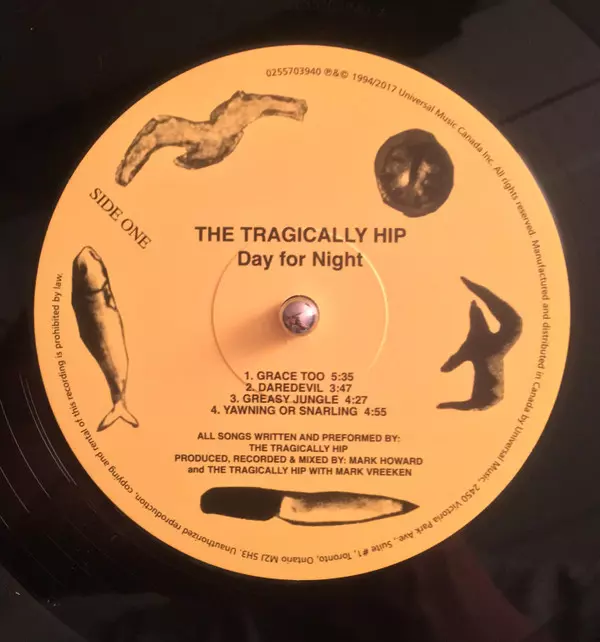 0255703940 ℗&© 1994/2017 Universal Music Canada Inc. All rights reserved. Manufactured and distributed in Canada by Universal Music, 2450 Victoria Park Ave., Suite #1, Toronto, Ontario M2J 5H3. Unauthorized reproduction, copying and rental of this recording is prohibited by law.
SIDE ONE
THE TRAGICALLY HIP
Day for Night
1. GRACE TOO 5:35
2. DAREDEVIL 3:47
3. GREASY JUNGLE 4:27
4. YAWNING OR SNARLING 4:55
ALL SONGS WRITTEN AND PREFORMED BY:
THE TRAGICALLY HIP
PRODUCED, RECORDED & MIXED BY: MARK HOWARD
and THE TRAGICALLY HIP WITH MARK VREEKEN